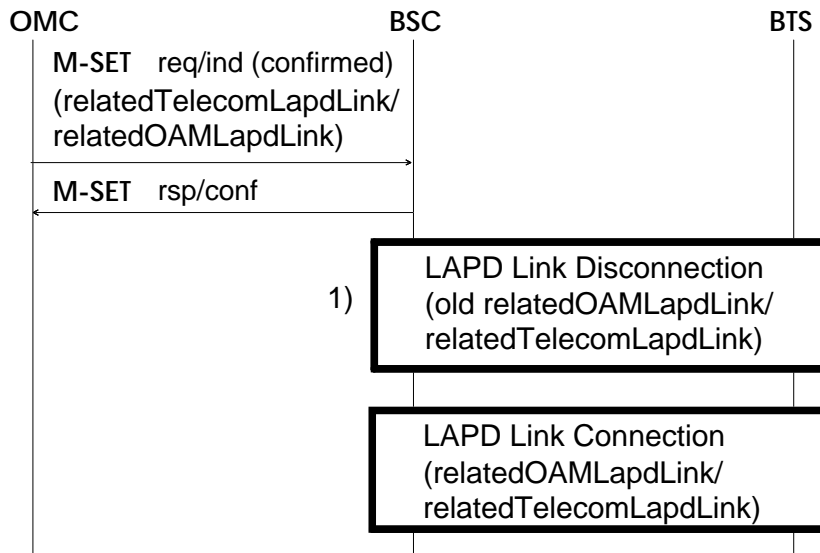 OMC BSC BTS
M-SET req/ind (confirmed)
(relatedTelecomLapdLink/
relatedOAMLapdLink)
M-SET rsp/conf
1)
LAPD Link Disconnection
(old relatedOAMLapdLink/
relatedTelecomLapdLink)
LAPD Link Connection
(relatedOAMLapdLink/
relatedTelecomLapdLink)